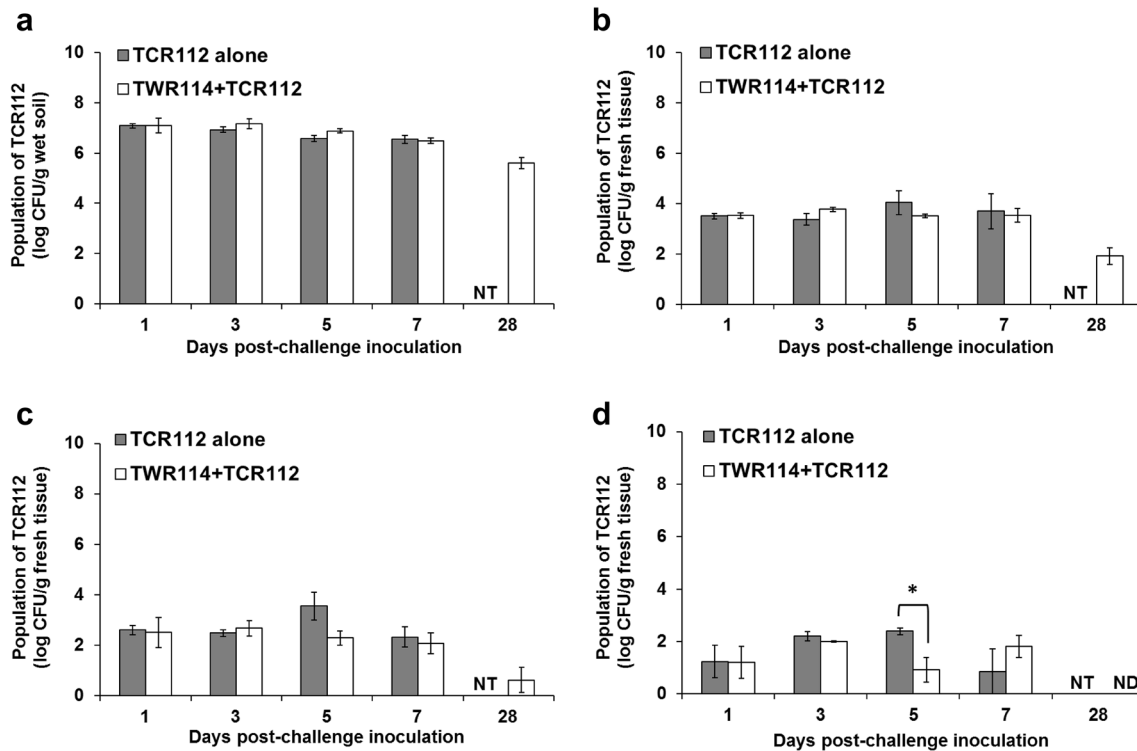 a
10
8
6
4
2
0
Population of TCR112
(log CFU/g wet soil)
TCR112 alone
TWR114+TCR112
NT
1 3 5 7 28
Days post-challenge inoculation
b
10
8
6
4
2
0
Population of TCR112
(log CFU/g fresh tissue)
TCR112 alone
TWR114+TCR112
NT
1 3 5 7 28
Days post-challenge inoculation
c
10
8
6
4
2
0
Population of TCR112
(log CFU/g fresh tissue)
TCR112 alone
TWR114+TCR112
NT
1 3 5 7 28
Days post-challenge inoculation
d
10
8
6
4
2
0
Population of TCR112
(log CFU/g fresh tissue)
TCR112 alone
TWR114+TCR112
*
NT ND
1 3 5 7 28
Days post-challenge inoculation